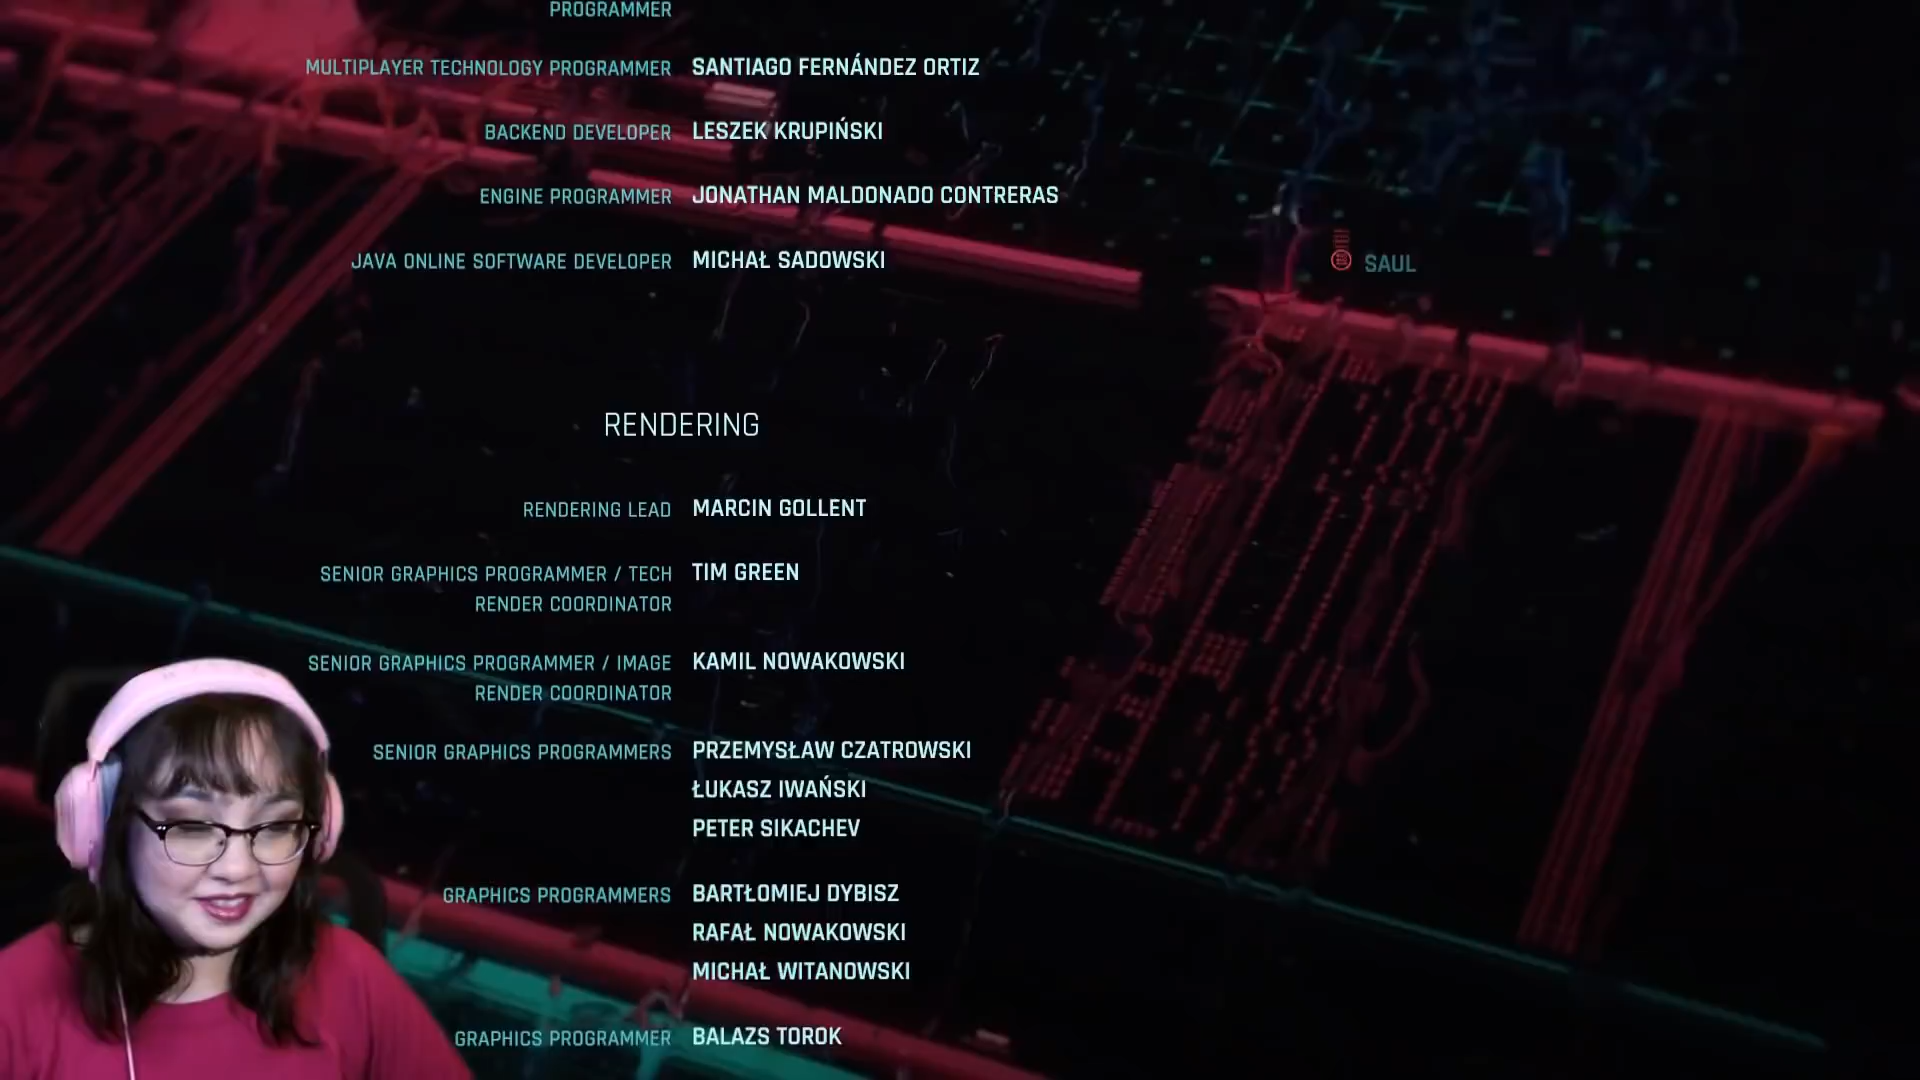 PROGRAMMER
MULTIPLAYER TECHNOLOGY PROGRAMMER SANTIAGO FERNÁNDEZ ORTIZ
BACKEND DEVELOPER LESZEK KRUPIŃSKI
ENGINE PROGRAMMER JONATHAN MALDONADO CONTRERAS
JAVA ONLINE SOFTWARE DEVELOPER MICHAŁ SADOWSKI
SAUL
RENDERING
RENDERING LEAD MARCIN GOLLENT
SENIOR GRAPHICS PROGRAMMER / TECH TIM GREEN
RENDER COORDINATOR
SENIOR GRAPHICS PROGRAMMER / IMAGE KAMIL NOWAKOWSKI
RENDER COORDINATOR
SENIOR GRAPHICS PROGRAMMERS PRZEMYSŁAW CZATROWSKI
ŁUKASZ IWAŃSKI
PETER SIKACHEV
GRAPHICS PROGRAMMERS BARTŁOMIEJ DYBISZ
RAFAŁ NOWAKOWSKI
MICHAŁ WITANOWSKI
GRAPHICS PROGRAMMER BALAZS TOROK